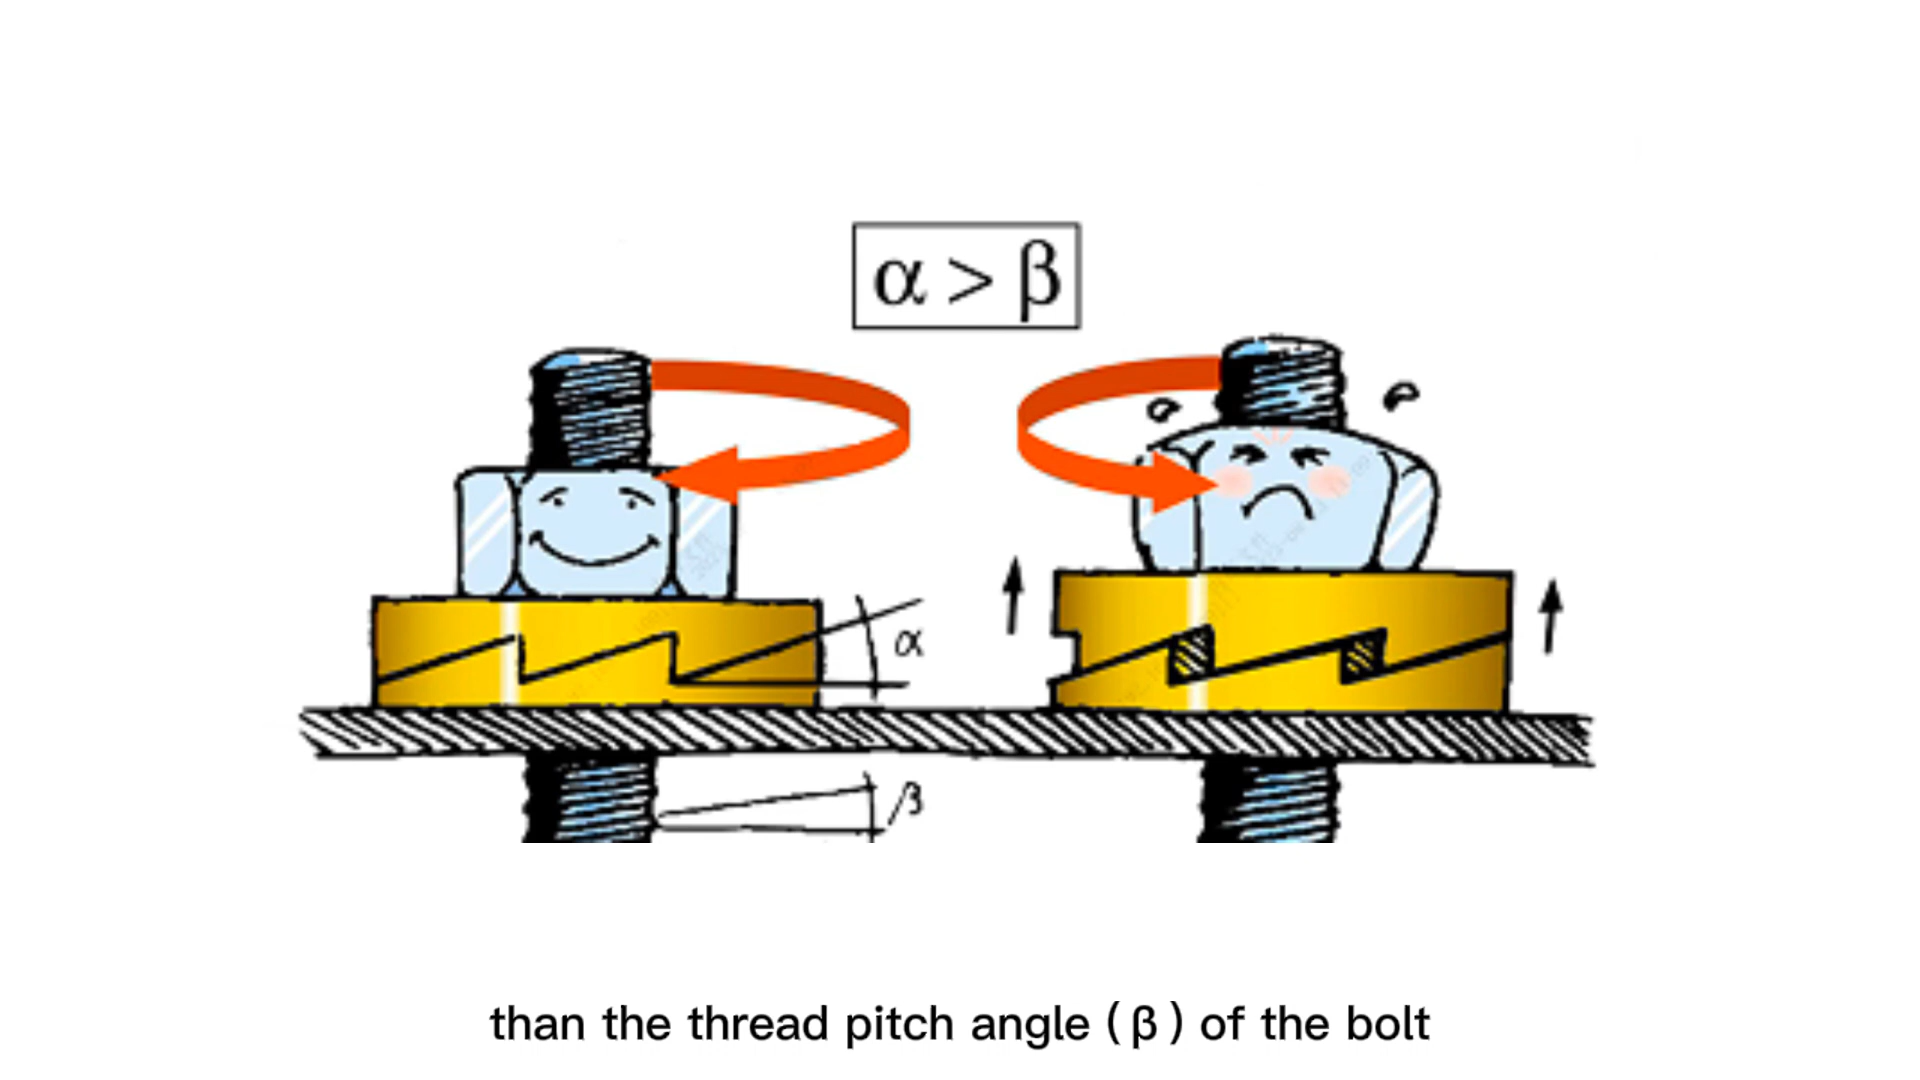 α > β
α
β
than the thread pitch angle (β) of the bolt